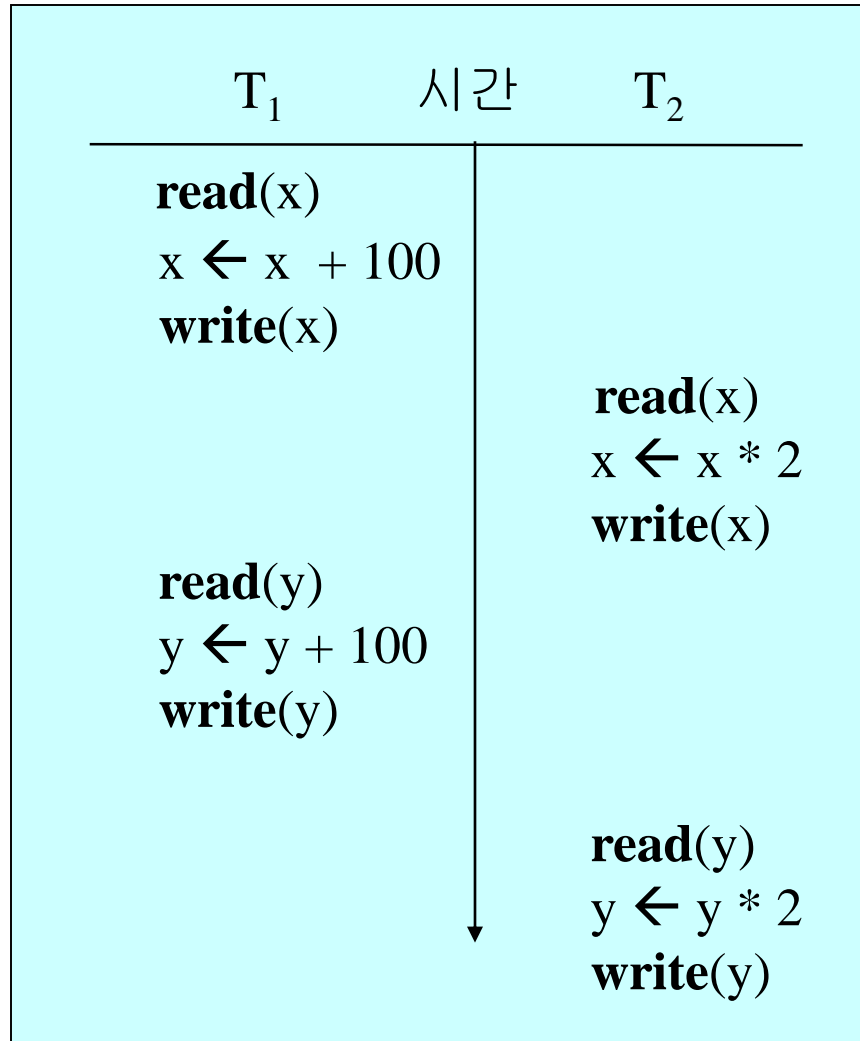 T₁ 시간 T₂
read(x)
x ← x + 100
write(x)
read(x)
x ← x * 2
write(x)
read(y)
y ← y + 100
write(y)
read(y)
y ← y * 2
write(y)